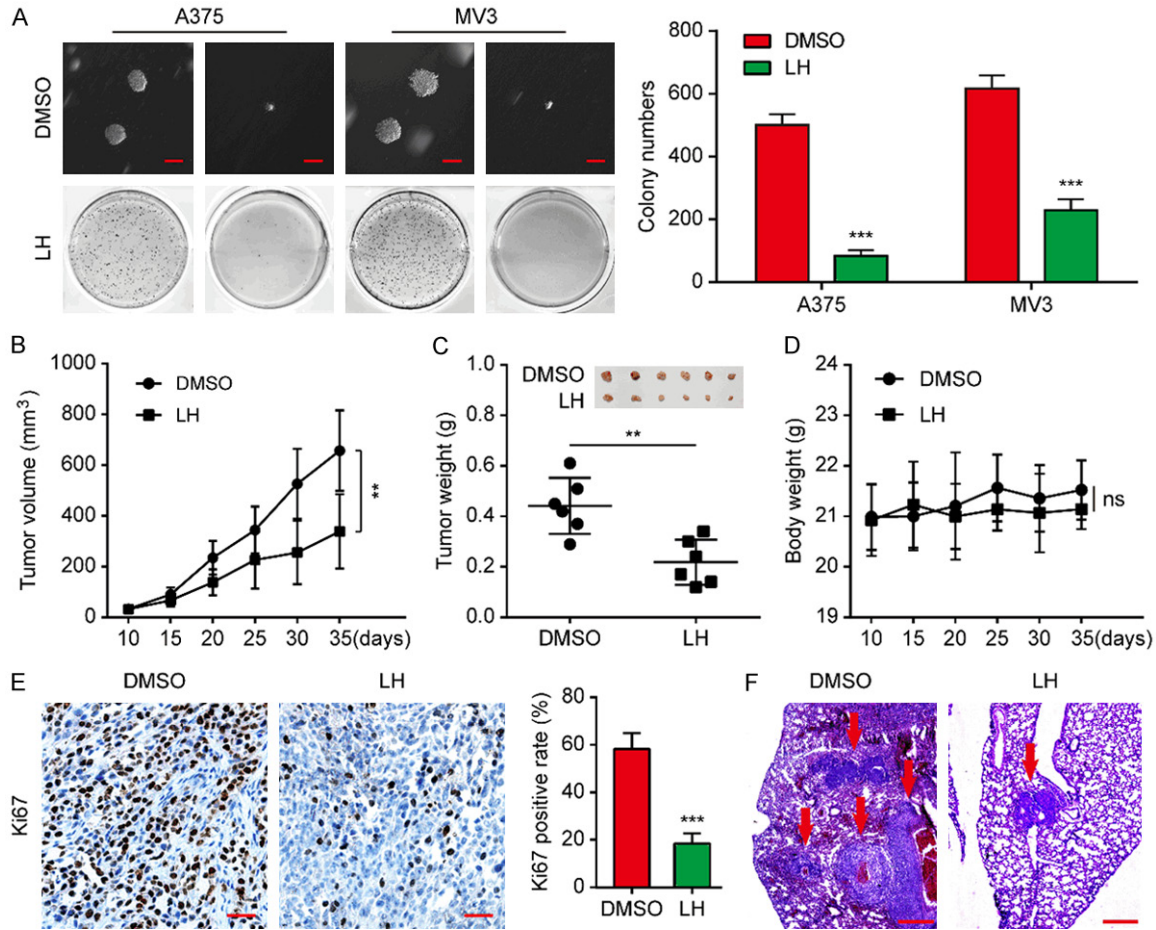 A
A375
MV3
DMSO
LH
Colony numbers
800
600
400
200
0
DMSO
LH
***
***
A375
MV3
B
Tumor volume (mm³)
1000
800
600
400
200
0
DMSO
LH
**
10 15 20 25 30 35(days)
C
Tumor weight (g)
1.0
0.8
0.6
0.4
0.2
0.0
DMSO
LH
**
DMSO
LH
D
Body weight (g)
24
23
22
21
20
19
DMSO
LH
ns
10 15 20 25 30 35(days)
E
DMSO
LH
Ki67
Ki67 positive rate (%)
80
60
40
20
0
***
DMSO
LH
F
DMSO
LH